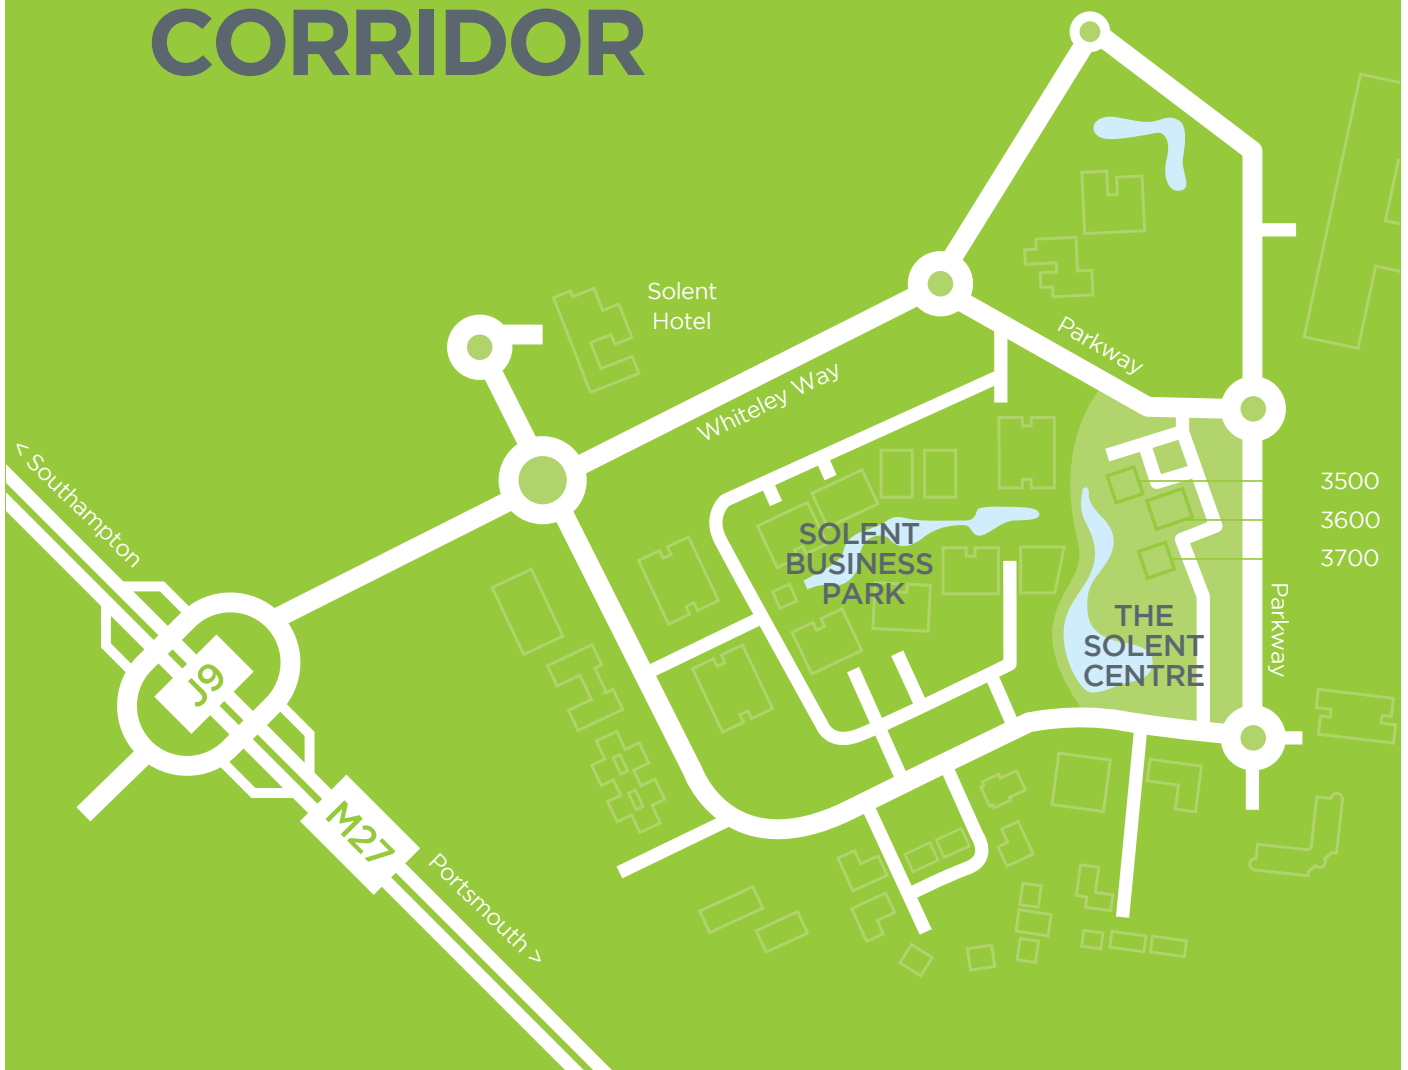 CORRIDOR
Solent
Hotel
Parkway
Whiteley Way
< Southampton
3500
3600
3700
SOLENT
BUSINESS
PARK
THE
SOLENT
CENTRE
Parkway
J9
M27
Portsmouth >